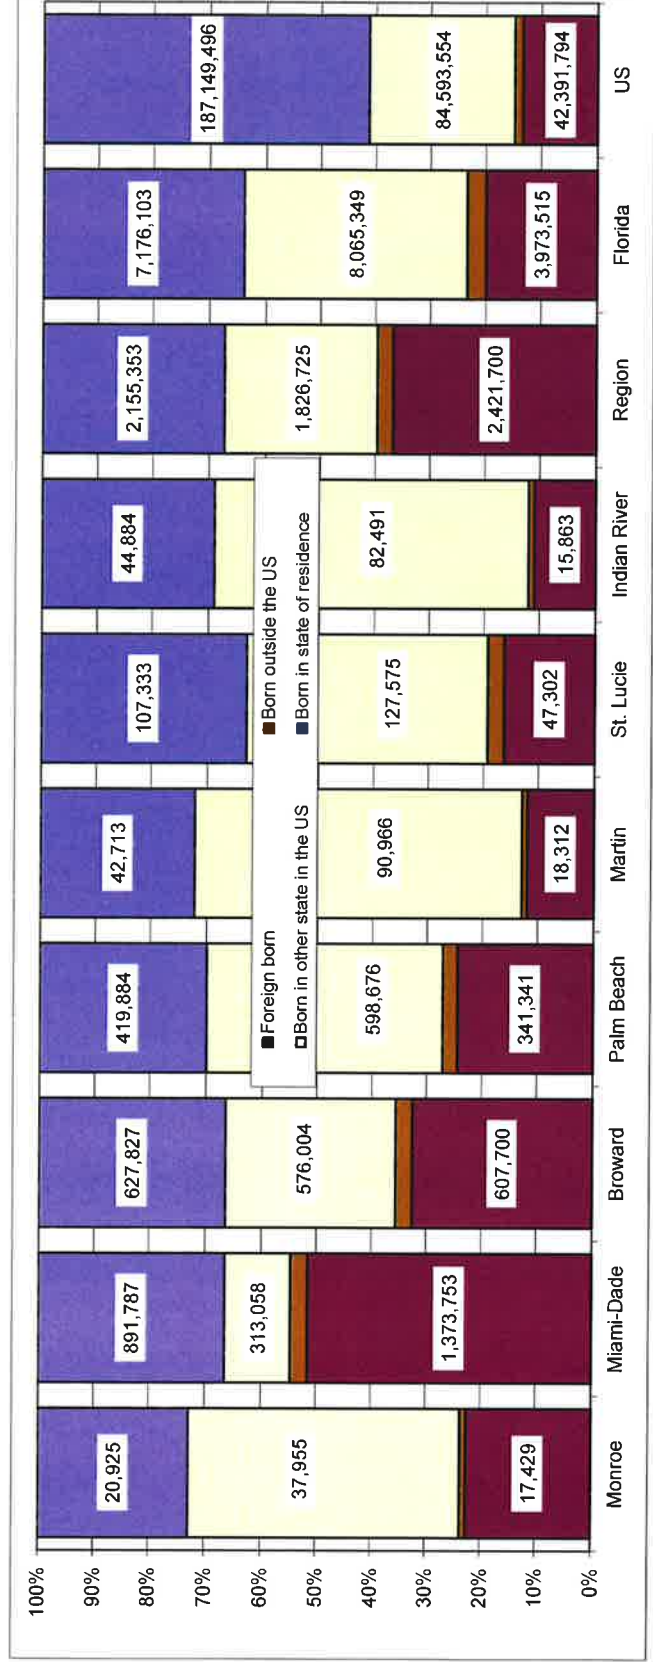 100%
90%
80%
70%
60%
50%
40%
30%
20%
10%
0%
20,925
37,955
17,429
891,787
313,058
1,373,753
627,827
576,004
607,700
419,884
598,676
341,341
42,713
90,966
18,312
107,333
127,575
47,302
44,884
82,491
15,863
2,155,353
1,826,725
2,421,700
7,176,103
8,065,349
3,973,515
187,149,496
84,593,554
42,391,794
Foreign born
Born outside the US
Born in other state in the US
Born in state of residence
Monroe
Miami-Dade
Broward
Palm Beach
Martin
St. Lucie
Indian River
Region
Florida
US